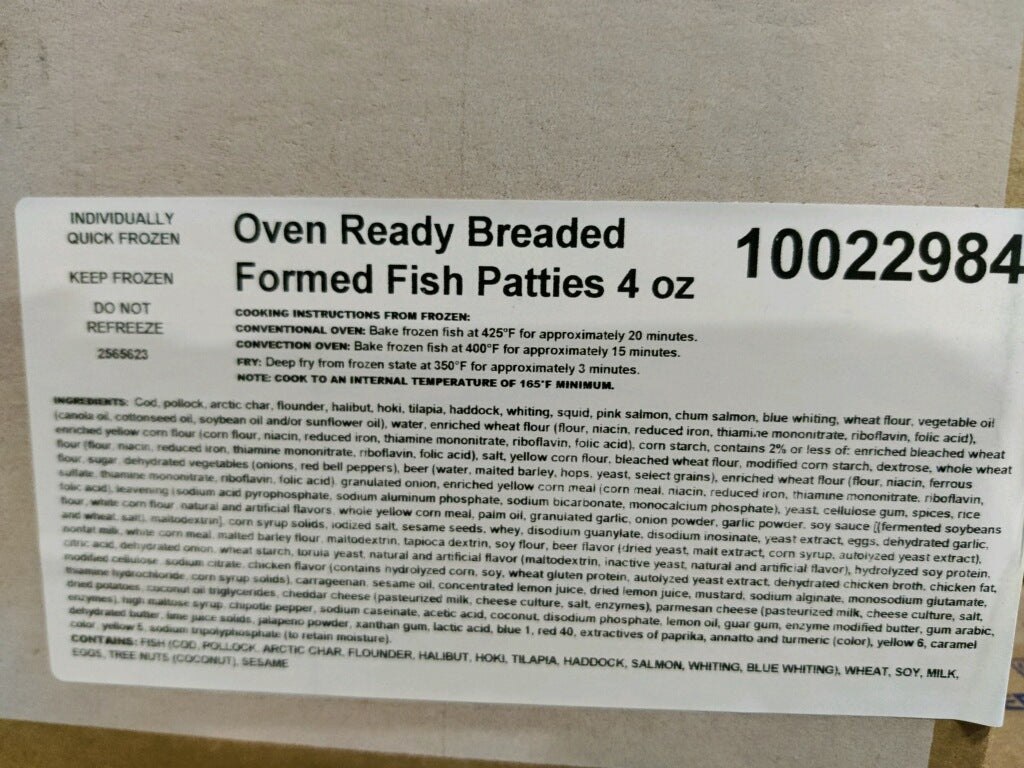 INDIVIDUALLY
QUICK FROZEN
KEEP FROZEN
DO NOT
REFREEZE
2565623
Oven Ready Breaded
Formed Fish Patties 4 oz
10022984
COOKING INSTRUCTIONS FROM FROZEN:
CONVENTIONAL OVEN: Bake frozen fish at 425°F for approximately 20 minutes.
CONVECTION OVEN: Bake frozen fish at 400°F for approximately 15 minutes.
FRY: Deep fry from frozen state at 350°F for approximately 3 minutes.
NOTE: COOK TO AN INTERNAL TEMPERATURE OF 165°F MINIMUM.
INGREDIENTS: Cod, pollock, arctic char, flounder, halibut, hoki, tilapia, haddock, whiting, squid, pink salmon, chum salmon, blue whiting, wheat flour, vegetable oil
(canola oil, cottonseed oil, soybean oil and/or sunflower oil), water, enriched wheat flour (flour, niacin, reduced iron, thiamine mononitrate, riboflavin, folic acid),
enriched yellow corn flour (corn flour, niacin, reduced iron, thiamine mononitrate, riboflavin, folic acid), corn starch, contains 2% or less of: enriched bleached wheat
flour (flour, niacin, reduced iron, thiamine mononitrate, riboflavin, folic acid), salt, yellow corn flour, bleached wheat flour, modified corn starch, dextrose, whole wheat
flour, sugar, dehydrated vegetables (onions, red bell peppers), beer (water, malted barley, hops, yeast, select grains), enriched wheat flour (flour, niacin, ferrous
sulfate, thiamine mononitrate, riboflavin, folic acid), granulated onion, enriched yellow corn meal (corn meal, niacin, reduced iron, thiamine mononitrate, riboflavin,
folic acid), leavening (sodium acid pyrophosphate, sodium aluminum phosphate, sodium bicarbonate, monocalcium phosphate), yeast, cellulose gum, spices, rice
flour, white corn flour, natural and artificial flavors, whole yellow corn meal, palm oil, granulated garlic, onion powder, garlic powder, soy sauce [(fermented soybeans
and wheat, salt), maltodextrin], corn syrup solids, iodized salt, sesame seeds, whey, disodium guanylate, disodium inosinate, yeast extract, eggs, dehydrated garlic,
nonfat milk, white corn meal, malted barley flour, maltodextrin, tapioca dextrin, soy flour, beer flavor (dried yeast, malt extract, corn syrup, autolyzed yeast extract),
citric acid, dehydrated onion, wheat starch, torula yeast, natural and artificial flavor (maltodextrin, inactive yeast, natural and artificial flavor), hydrolyzed soy protein,
modified cellulose, sodium citrate, chicken flavor (contains hydrolyzed corn, soy, wheat gluten protein, autolyzed yeast extract, dehydrated chicken broth, chicken fat,
thiamine hydrochloride, corn syrup solids), carrageenan, sesame oil, concentrated lemon juice, dried lemon juice, mustard, sodium alginate, monosodium glutamate,
dried potatoes, coconut oil triglycerides, cheddar cheese (pasteurized milk, cheese culture, salt, enzymes), parmesan cheese (pasteurized milk, cheese culture, salt,
enzymes), high maltose syrup, chipotle pepper, sodium caseinate, acetic acid, coconut, disodium phosphate, lemon oil, guar gum, enzyme modified butter, gum arabic,
dehydrated butter, lime juice solids, jalapeno powder, xanthan gum, lactic acid, blue 1, red 40, extractives of paprika, annatto and turmeric (color), yellow 6, caramel
color, yellow 5, sodium tripolyphosphate (to retain moisture).
CONTAINS: FISH (COD, POLLOCK, ARCTIC CHAR, FLOUNDER, HALIBUT, HOKI, TILAPIA, HADDOCK, SALMON, WHITING, BLUE WHITING), WHEAT, SOY, MILK,
EGGS, TREE NUTS (COCONUT), SESAME